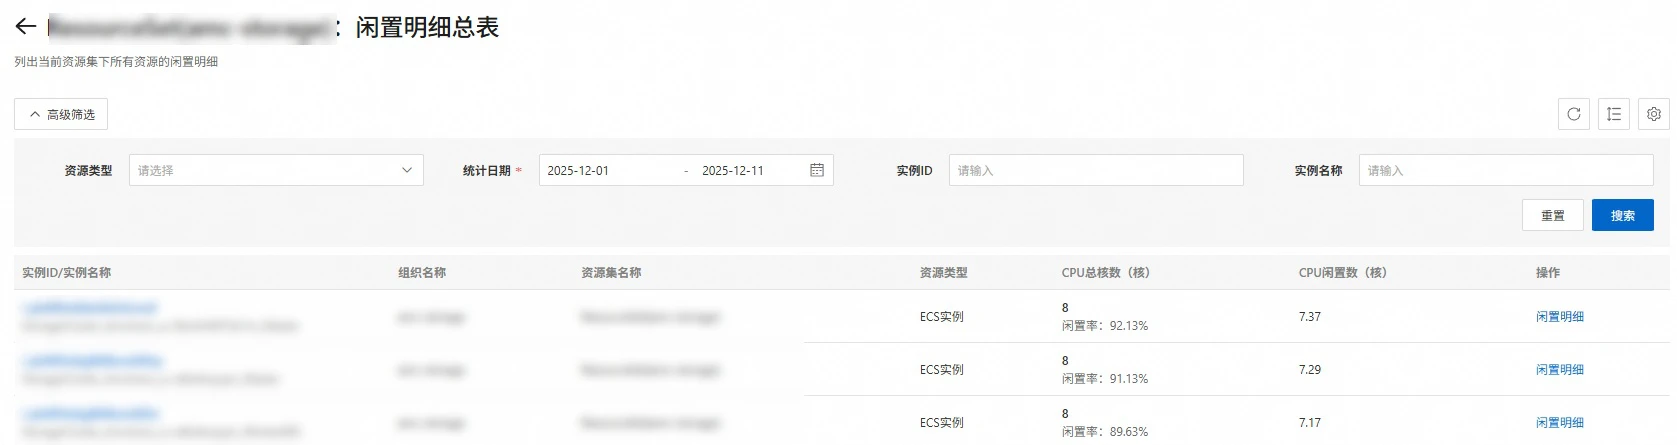 ：闲置明细总表
列出当前资源集下所有资源的闲置明细
高级筛选
资源类型 请选择 统计日期 * 2025-12-01 - 2025-12-11 实例ID 请输入 实例名称 请输入
重置 搜索
实例ID/实例名称 组织名称 资源集名称 资源类型 CPU总核数（核） CPU闲置数（核） 操作
ECS实例 8 7.37 闲置明细
闲置率：92.13%
ECS实例 8 7.29 闲置明细
闲置率：91.13%
ECS实例 8 7.17 闲置明细
闲置率：89.63%